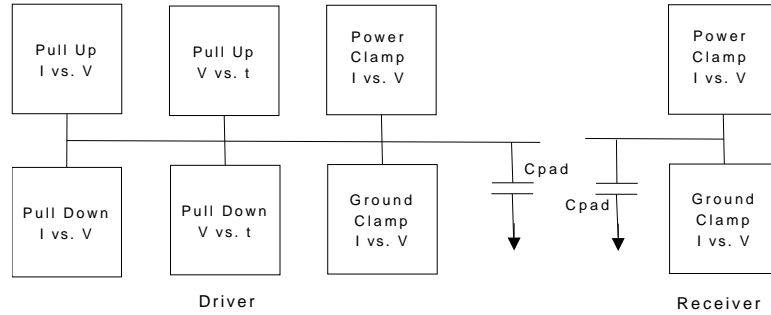 Pull Up
I vs. V
Pull Up
V vs. t
Power
Clamp
I vs. V
Power
Clamp
I vs. V
Cpad
Cpad
Pull Down
I vs. V
Pull Down
V vs. t
Ground
Clamp
I vs. V
Ground
Clamp
I vs. V
Driver
Receiver